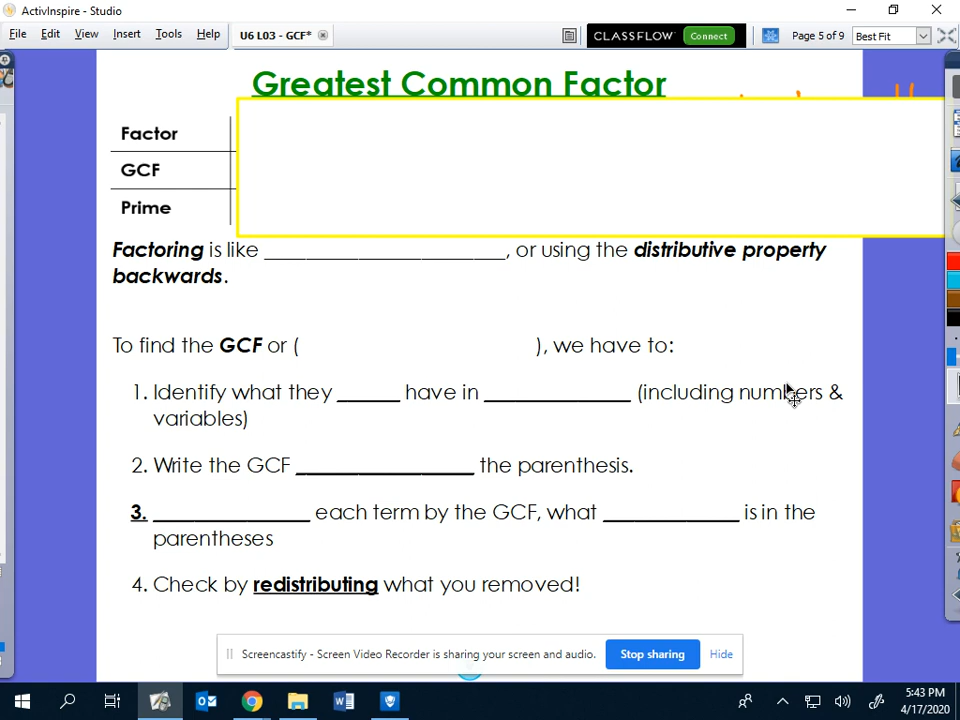 ActivInspire - Studio
File Edit View Insert Tools Help U6 L03 - GCF* CLASSFLOW Connect Page 5 of 9 Best Fit
Greatest Common Factor
Factor
GCF
Prime
Factoring is like _______________________, or using the distributive property
backwards.
To find the GCF or ( ), we have to:
1. Identify what they ______ have in ______________ (including numbers &
variables)
2. Write the GCF _________________ the parenthesis.
3. _______________ each term by the GCF, what _____________ is in the
parentheses
4. Check by redistributing what you removed!
Screencastify - Screen Video Recorder is sharing your screen and audio. Stop sharing Hide
5:43 PM
4/17/2020